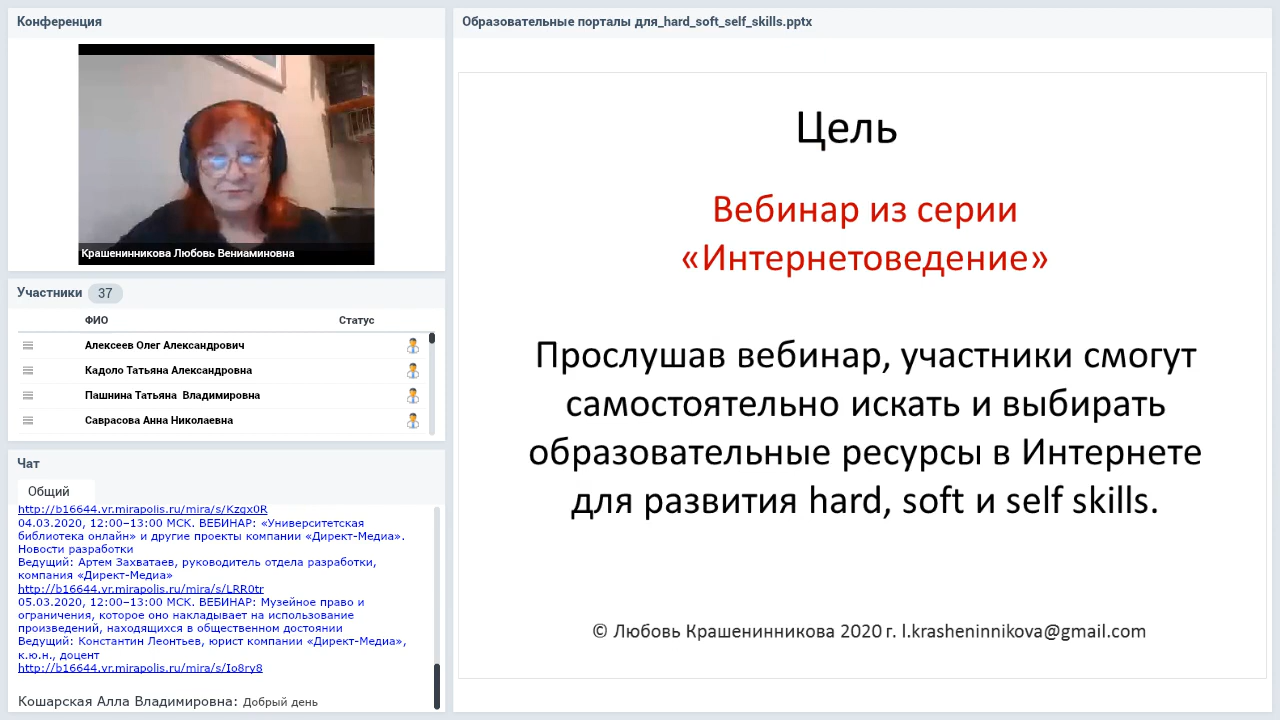 Конференция
Крашенинникова Любовь Вениаминовна
Участники 37
ФИО Статус
Алексеев Олег Александрович
Кадоло Татьяна Александровна
Пашнина Татьяна Владимировна
Саврасова Анна Николаевна
Чат
Общий
http://b16644.vr.mirapolis.ru/mira/s/Kzqx0R
04.03.2020, 12:00–13:00 МСК. ВЕБИНАР: «Университетская
библиотека онлайн» и другие проекты компании «Директ-Медиа».
Новости разработки
Ведущий: Артем Захватаев, руководитель отдела разработки,
компания «Директ-Медиа»
http://b16644.vr.mirapolis.ru/mira/s/LRR0tr
05.03.2020, 12:00–13:00 МСК. ВЕБИНАР: Музейное право и
ограничения, которое оно накладывает на использование
произведений, находящихся в общественном достоянии
Ведущий: Константин Леонтьев, юрист компании «Директ-Медиа»,
к.ю.н., доцент
http://b16644.vr.mirapolis.ru/mira/s/Io8ry8
Кошарская Алла Владимировна: Добрый день
Образовательные порталы для_hard_soft_self_skills.pptx
Цель
Вебинар из серии
«Интернетоведение»
Прослушав вебинар, участники смогут
самостоятельно искать и выбирать
образовательные ресурсы в Интернете
для развития hard, soft и self skills.
© Любовь Крашенинникова 2020 г. l.krasheninnikova@gmail.com